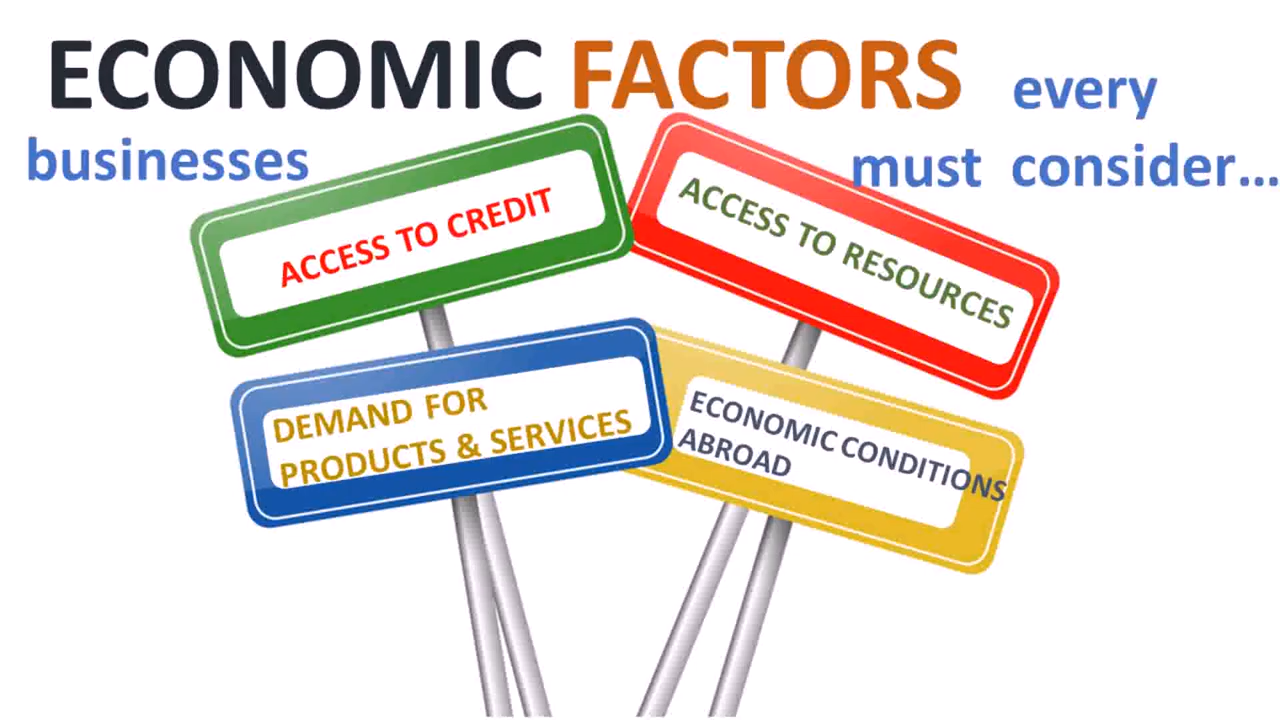 ECONOMIC FACTORS every
businesses must consider...
ACCESS TO CREDIT
ACCESS TO RESOURCES
DEMAND FOR
PRODUCTS & SERVICES
ECONOMIC CONDITIONS
ABROAD